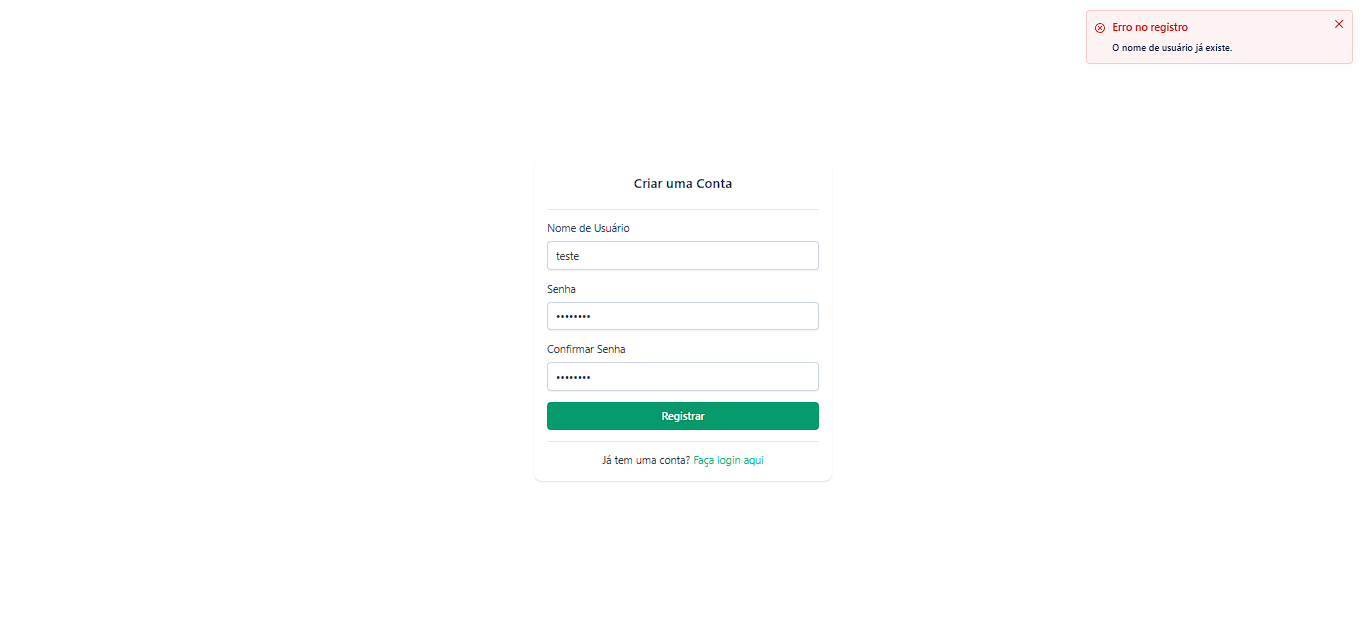 Erro no registro
O nome de usuário já existe.
Criar uma Conta
Nome de Usuário
teste
Senha
••••••••
Confirmar Senha
••••••••
Registrar
Já tem uma conta? Faça login aqui